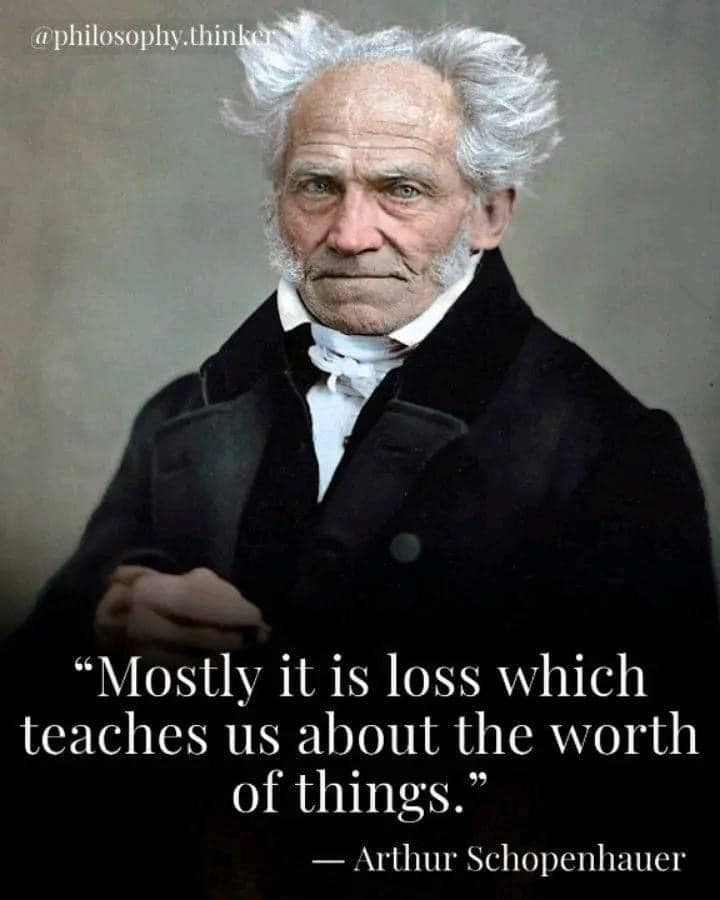 @philosophy.thinker
“Mostly it is loss which
teaches us about the worth
of things.”
— Arthur Schopenhauer